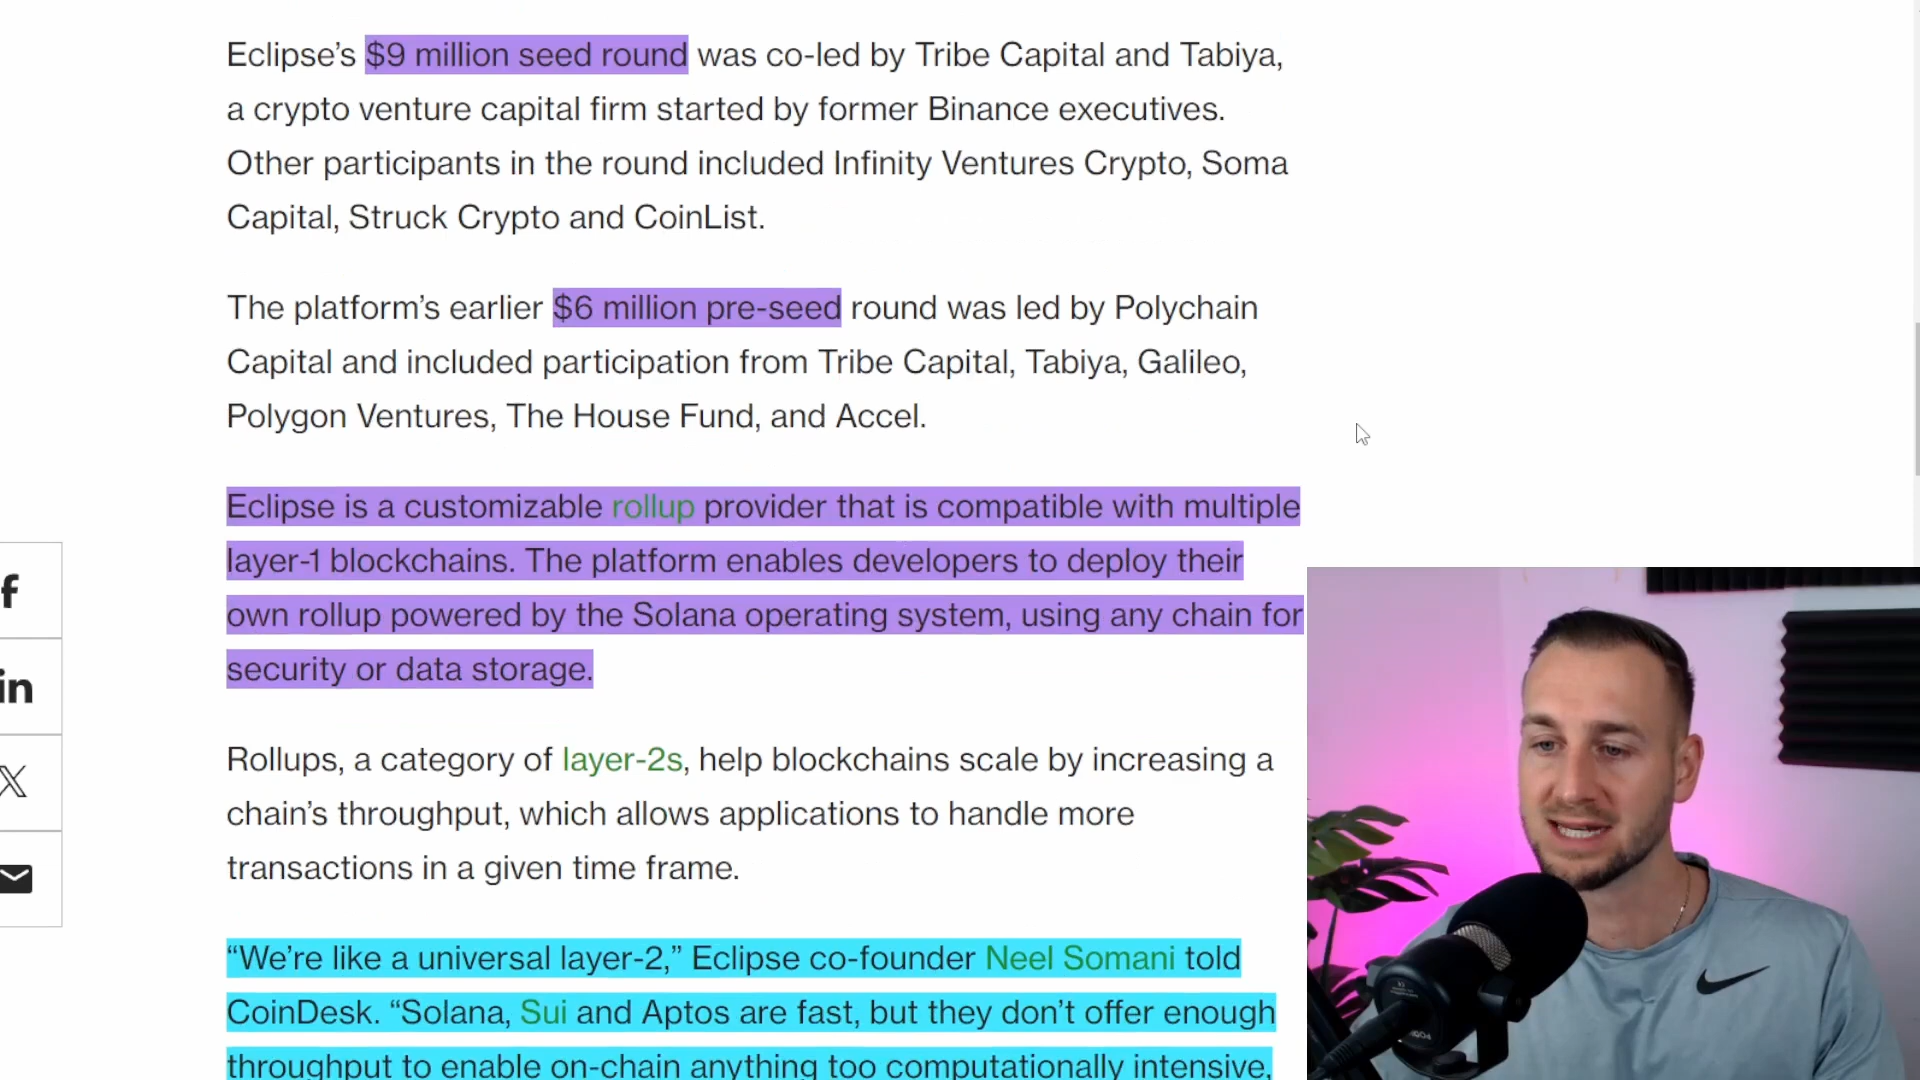 Eclipse’s $9 million seed round was co-led by Tribe Capital and Tabiya,
a crypto venture capital firm started by former Binance executives.
Other participants in the round included Infinity Ventures Crypto, Soma
Capital, Struck Crypto and CoinList.
The platform’s earlier $6 million pre-seed round was led by Polychain
Capital and included participation from Tribe Capital, Tabiya, Galileo,
Polygon Ventures, The House Fund, and Accel.
Eclipse is a customizable rollup provider that is compatible with multiple
layer-1 blockchains. The platform enables developers to deploy their
own rollup powered by the Solana operating system, using any chain for
security or data storage.
Rollups, a category of layer-2s, help blockchains scale by increasing a
chain’s throughput, which allows applications to handle more
transactions in a given time frame.
“We’re like a universal layer-2,” Eclipse co-founder Neel Somani told
CoinDesk. “Solana, Sui and Aptos are fast, but they don’t offer enough
throughput to enable on-chain anything too computationally intensive,
f
in
X